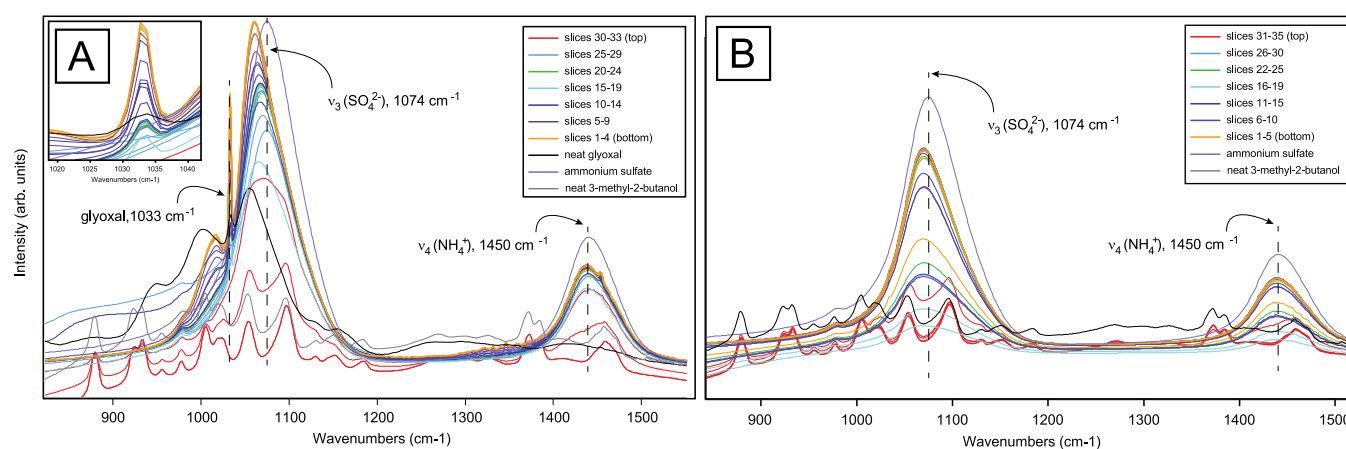 A
1020 1025 1030 1035 1040
Wavenumbers (cm-1)
ν3 (SO4 2-), 1074 cm-1
glyoxal, 1033 cm-1
ν4 (NH4+), 1450 cm-1
slices 30-33 (top)
slices 25-29
slices 20-24
slices 15-19
slices 10-14
slices 5-9
slices 1-4 (bottom)
neat glyoxal
ammonium sulfate
neat 3-methyl-2-butanol
Intensity (arb. units)
900 1000 1100 1200 1300 1400 1500
Wavenumbers (cm-1)
B
ν3 (SO4 2-), 1074 cm-1
ν4 (NH4+), 1450 cm-1
slices 31-35 (top)
slices 26-30
slices 22-25
slices 16-19
slices 11-15
slices 6-10
slices 1-5 (bottom)
ammonium sulfate
neat 3-methyl-2-butanol
900 1000 1100 1200 1300 1400 1500
Wavenumbers (cm-1)